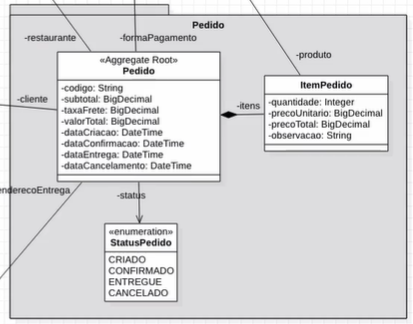 Pedido
-restaurante
-formaPagamento
-produto
«Aggregate Root»
Pedido
-codigo: String
-subtotal: BigDecimal
-taxaFrete: BigDecimal
-valorTotal: BigDecimal
-dataCriacao: DateTime
-dataConfirmacao: DateTime
-dataEntrega: DateTime
-dataCancelamento: DateTime
-cliente
-itens
ItemPedido
-quantidade: Integer
-precoUnitario: BigDecimal
-precoTotal: BigDecimal
-observacao: String
enderecoEntrega
-status
«enumeration»
StatusPedido
CRIADO
CONFIRMADO
ENTREGUE
CANCELADO